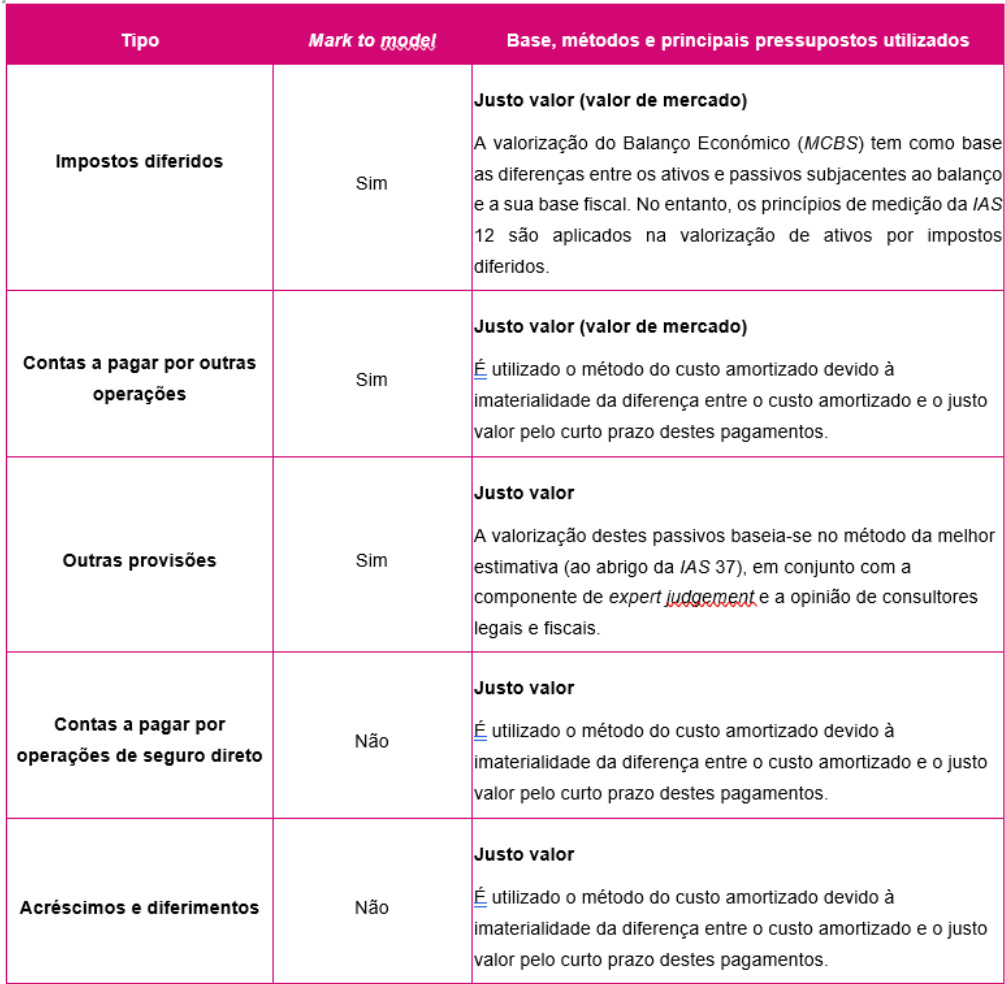 Tipo
Mark to model
Base, métodos e principais pressupostos utilizados
Impostos diferidos
Sim
Justo valor (valor de mercado)
A valorização do Balanço Económico (MCBS) tem como base
as diferenças entre os ativos e passivos subjacentes ao balanço
e a sua base fiscal. No entanto, os princípios de medição da IAS
12 são aplicados na valorização de ativos por impostos
diferidos.
Contas a pagar por outras
operações
Sim
Justo valor (valor de mercado)
É utilizado o método do custo amortizado devido à
imaterialidade da diferença entre o custo amortizado e o justo
valor pelo curto prazo destes pagamentos.
Outras provisões
Sim
Justo valor
A valorização destes passivos baseia-se no método da melhor
estimativa (ao abrigo da IAS 37), em conjunto com a
componente de expert judgement e a opinião de consultores
legais e fiscais.
Contas a pagar por
operações de seguro direto
Não
Justo valor
É utilizado o método do custo amortizado devido à
imaterialidade da diferença entre o custo amortizado e o justo
valor pelo curto prazo destes pagamentos.
Acréscimos e diferimentos
Não
Justo valor
É utilizado o método do custo amortizado devido à
imaterialidade da diferença entre o custo amortizado e o justo
valor pelo curto prazo destes pagamentos.